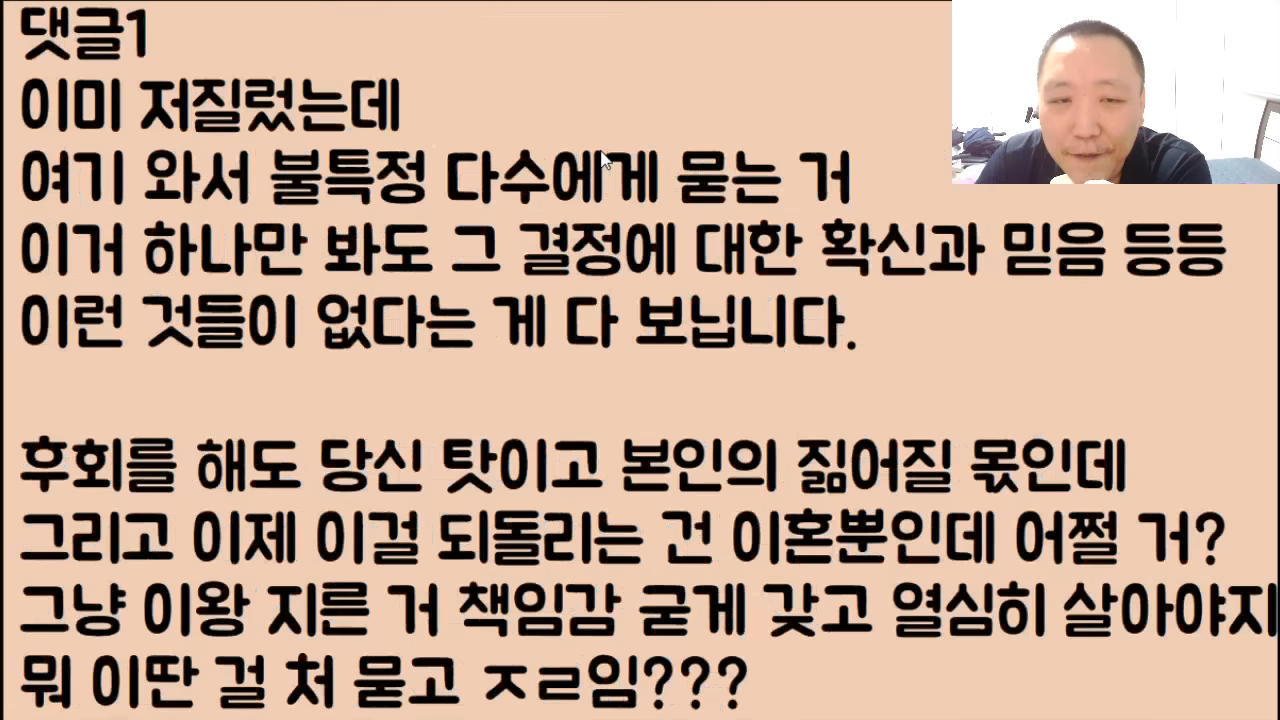 댓글1
이미 저질렀는데
여기 와서 불특정 다수에게 묻는 거
이거 하나만 봐도 그 결정에 대한 확신과 믿음 등등
이런 것들이 없다는 게 다 보닙니다.
후회를 해도 당신 탓이고 본인의 짊어질 몫인데
그리고 이제 이걸 되돌리는 건 이혼뿐인데 어쩔 거?
그냥 이왕 지른 거 책임감 굳게 갖고 열심히 살아야지
뭐 이딴 걸 처 묻고 ㅈㄹ임???